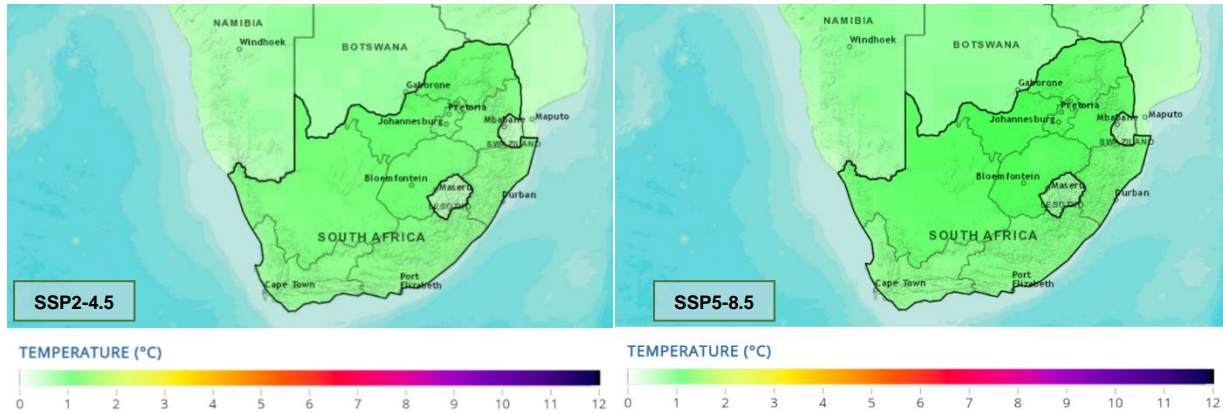 NAMIBIA
Windhoek
BOTSWANA
Gaborone
Pretoria
Johannesburg
Mbabane
Maputo
SWAZILAND
Bloemfontein
Maseru
LESOTHO
Durban
SOUTH AFRICA
Cape Town
Port
Elizabeth
SSP2-4.5
TEMPERATURE (°C)
0 1 2 3 4 5 6 7 8 9 10 11 12
NAMIBIA
Windhoek
BOTSWANA
Gaborone
Pretoria
Johannesburg
Mbabane
Maputo
SWAZILAND
Bloemfontein
Maseru
LESOTHO
Durban
SOUTH AFRICA
Cape Town
Port
Elizabeth
SSP5-8.5
TEMPERATURE (°C)
0 1 2 3 4 5 6 7 8 9 10 11 12